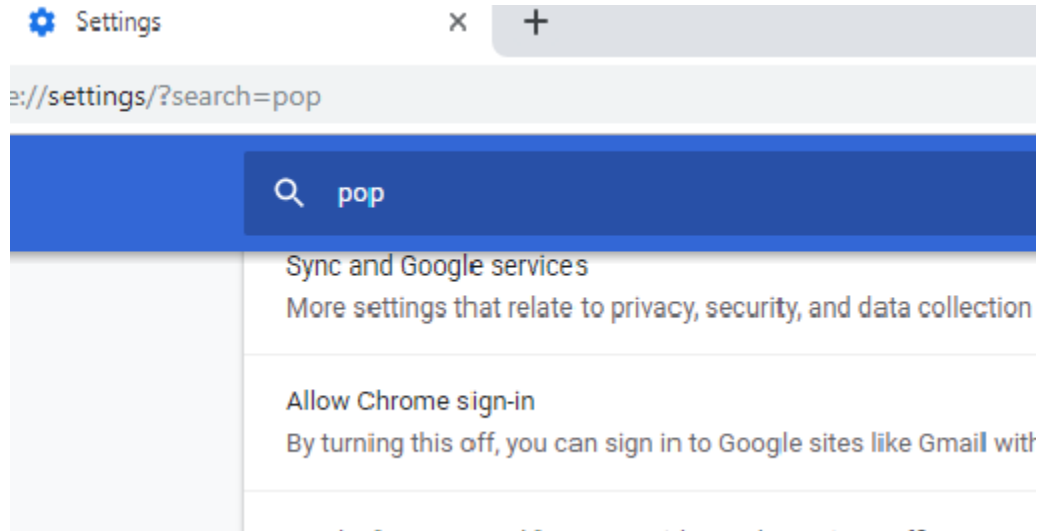 Settings
e://settings/?search=pop
pop
Sync and Google services
More settings that relate to privacy, security, and data collection
Allow Chrome sign-in
By turning this off, you can sign in to Google sites like Gmail with